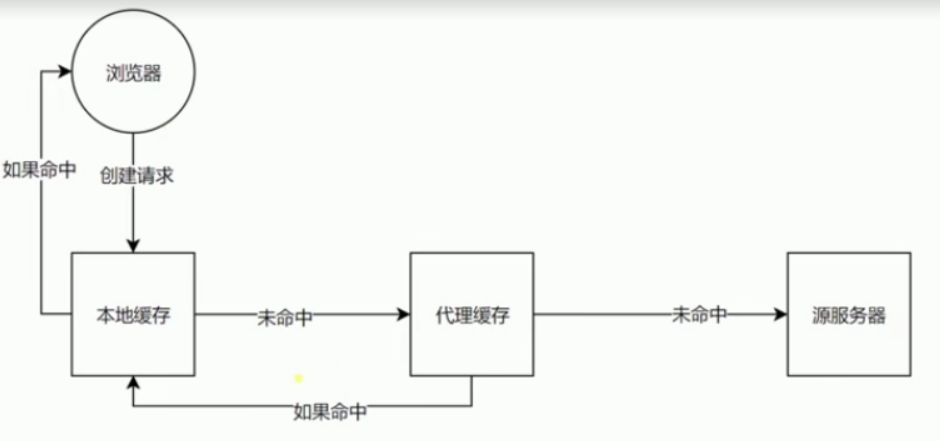 浏览器
如果命中
创建请求
本地缓存
未命中
代理缓存
未命中
源服务器
如果命中